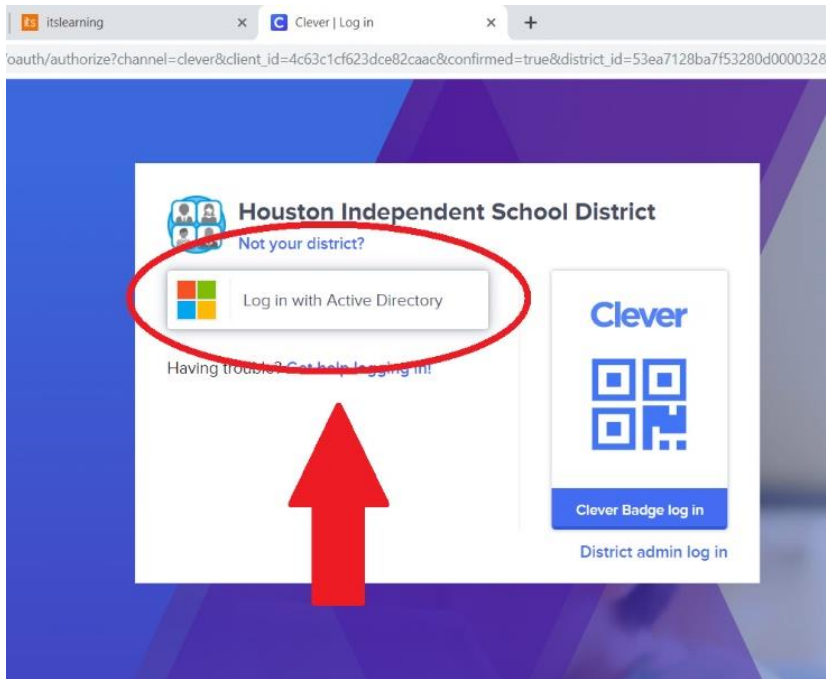 itslearning
Clever | Log in
/oauth/authorize?channel=clever&client_id=4c63c1cf623dce82caac&confirmed=true&district_id=53ea7128ba7f53280d0000328
Houston Independent School District
Not your district?
Log in with Active Directory
Having trouble? Get help logging in!
Clever
Clever Badge log in
District admin log in